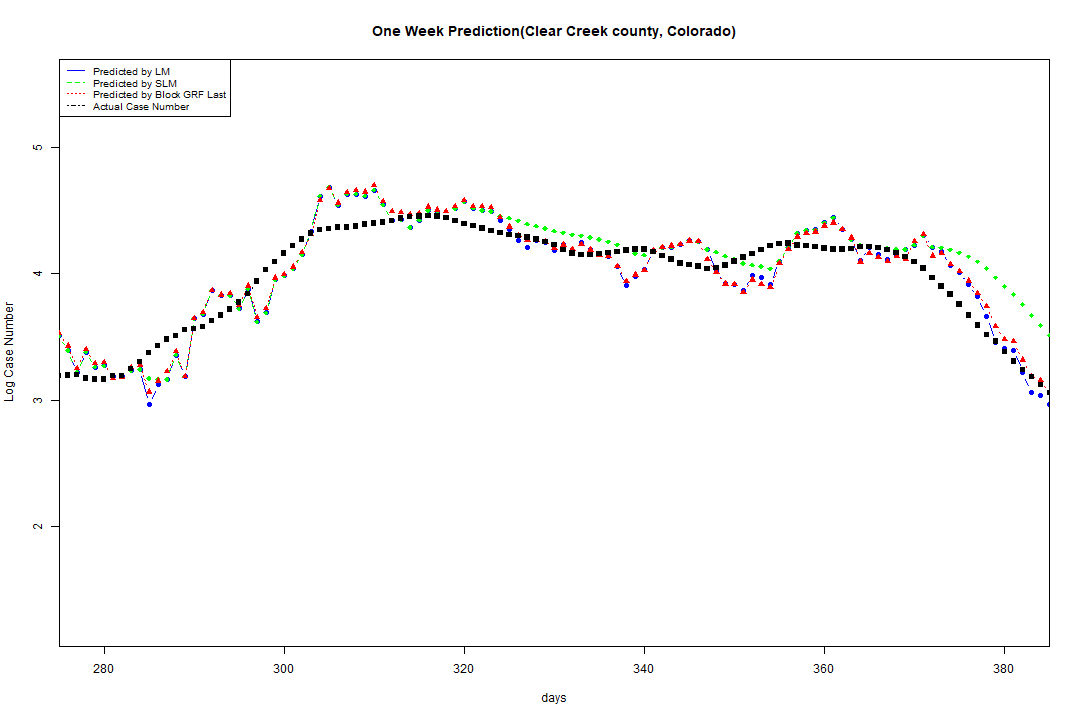 One Week Prediction(Clear Creek county, Colorado)
Predicted by LM
Predicted by SLM
Predicted by Block GRF Last
Actual Case Number
5
4
3
2
Log Case Number
280 300 320 340 360 380
days